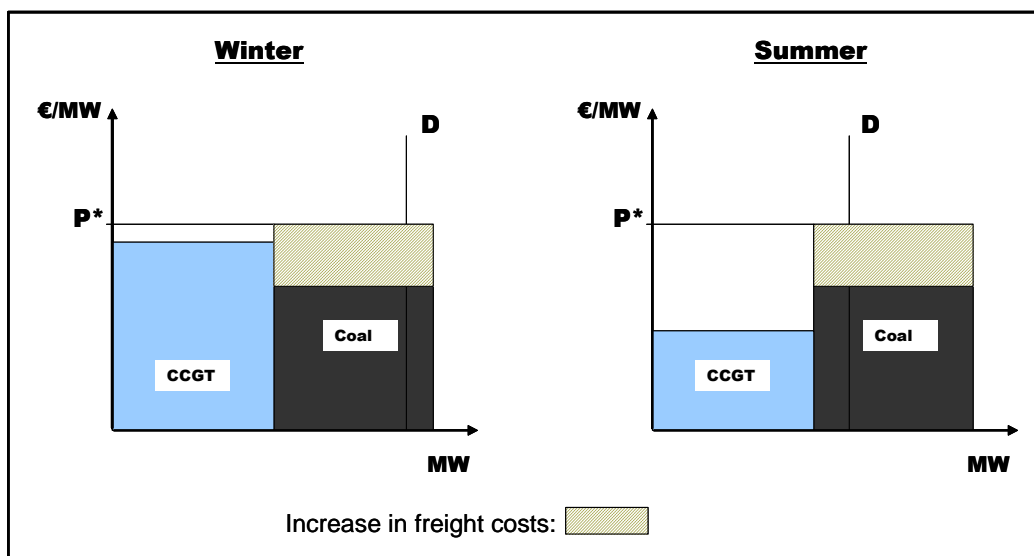 Winter
Summer
€/MW
D
€/MW
D
P*
P*
Coal
Coal
CCGT
CCGT
MW
MW
Increase in freight costs: